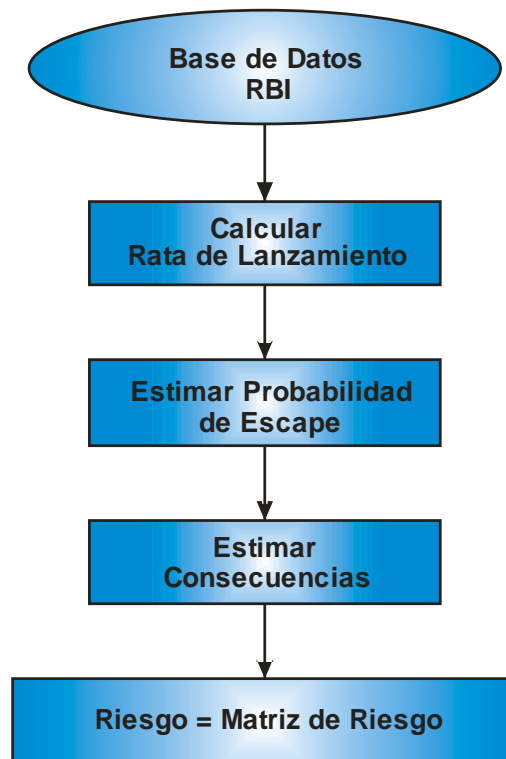 Base de Datos
RBI
Calcular
Rata de Lanzamiento
Estimar Probabilidad
de Escape
Estimar
Consecuencias
Riesgo = Matriz de Riesgo